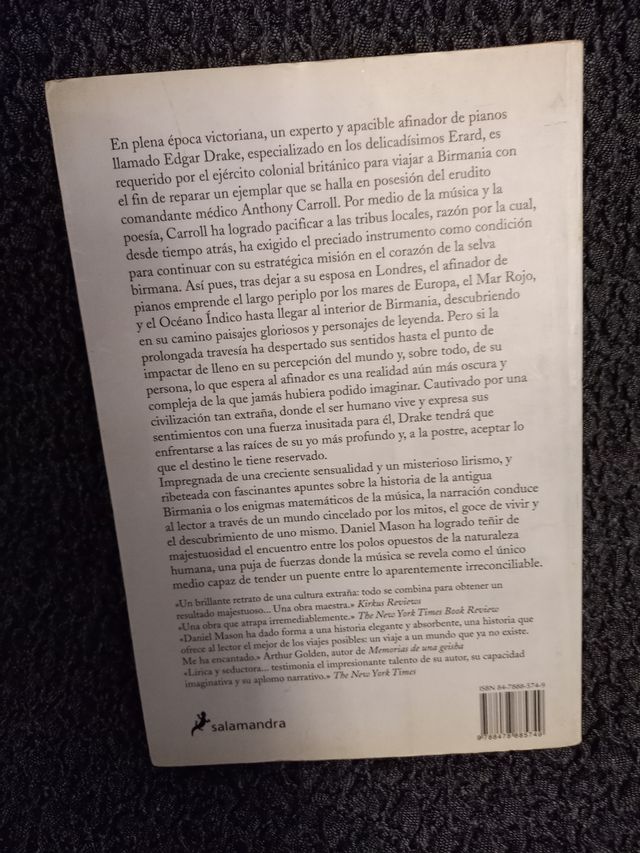 En plena época victoriana, un experto y apacible afinador de pianos
llamado Edgar Drake, especializado en los delicadísimos Erard, es
requerido por el ejército colonial británico para viajar a Birmania con
el fin de reparar un ejemplar que se halla en posesión del erudito
comandante médico Anthony Carroll. Por medio de la música y la
poesía, Carroll ha logrado pacificar a las tribus locales, razón por la cual,
desde tiempo atrás, ha exigido el preciado instrumento como condición
para continuar con su estratégica misión en el corazón de la selva
birmana. Así pues, tras dejar a su esposa en Londres, el afinador de
pianos emprende el largo periplo por los mares de Europa, el Mar Rojo,
y el Océano Índico hasta llegar al interior de Birmania, descubriendo
en su camino paisajes gloriosos y personajes de leyenda. Pero si la
prolongada travesía ha despertado sus sentidos hasta el punto de
impactar de lleno en su percepción del mundo y, sobre todo, de su
persona, lo que espera al afinador es una realidad aún más oscura y
compleja de la que jamás hubiera podido imaginar. Cautivado por una
civilización tan extraña, donde el ser humano vive y expresa sus
sentimientos con una fuerza inusitada para él, Drake tendrá que
enfrentarse a las raíces de su yo más profundo y, a la postre, aceptar lo
que el destino le tiene reservado.
Impregnada de una creciente sensualidad y un misterioso lirismo, y
ribeteada con fascinantes apuntes sobre la historia de la antigua
Birmania o los enigmas matemáticos de la música, la narración conduce
al lector a través de un mundo cincelado por los mitos, el goce de vivir y
el descubrimiento de uno mismo. Daniel Mason ha logrado teñir de
majestuosidad el encuentro entre los polos opuestos de la naturaleza
humana, una puja de fuerzas donde la música se revela como el único
medio capaz de tender un puente entre lo aparentemente irreconciliable.
«Un brillante retrato de una cultura extraña: todo se combina para obtener un
resultado majestuoso... Una obra maestra.» Kirkus Reviews
«Una obra que atrapa irremediablemente.» The New York Times Book Review
«Daniel Mason ha dado forma a una historia elegante y absorbente, una historia que
ofrece al lector el mejor de los viajes posibles: un viaje a un mundo que ya no existe.
Me ha encantado.» Arthur Golden, autor de Memorias de una geisha
«Lírica y seductora... testimonia el impresionante talento de su autor, su capacidad
imaginativa y su aplomo narrativo.» The New York Times
ISBN 84-7888-574-9
salamandra
9 788478 885749